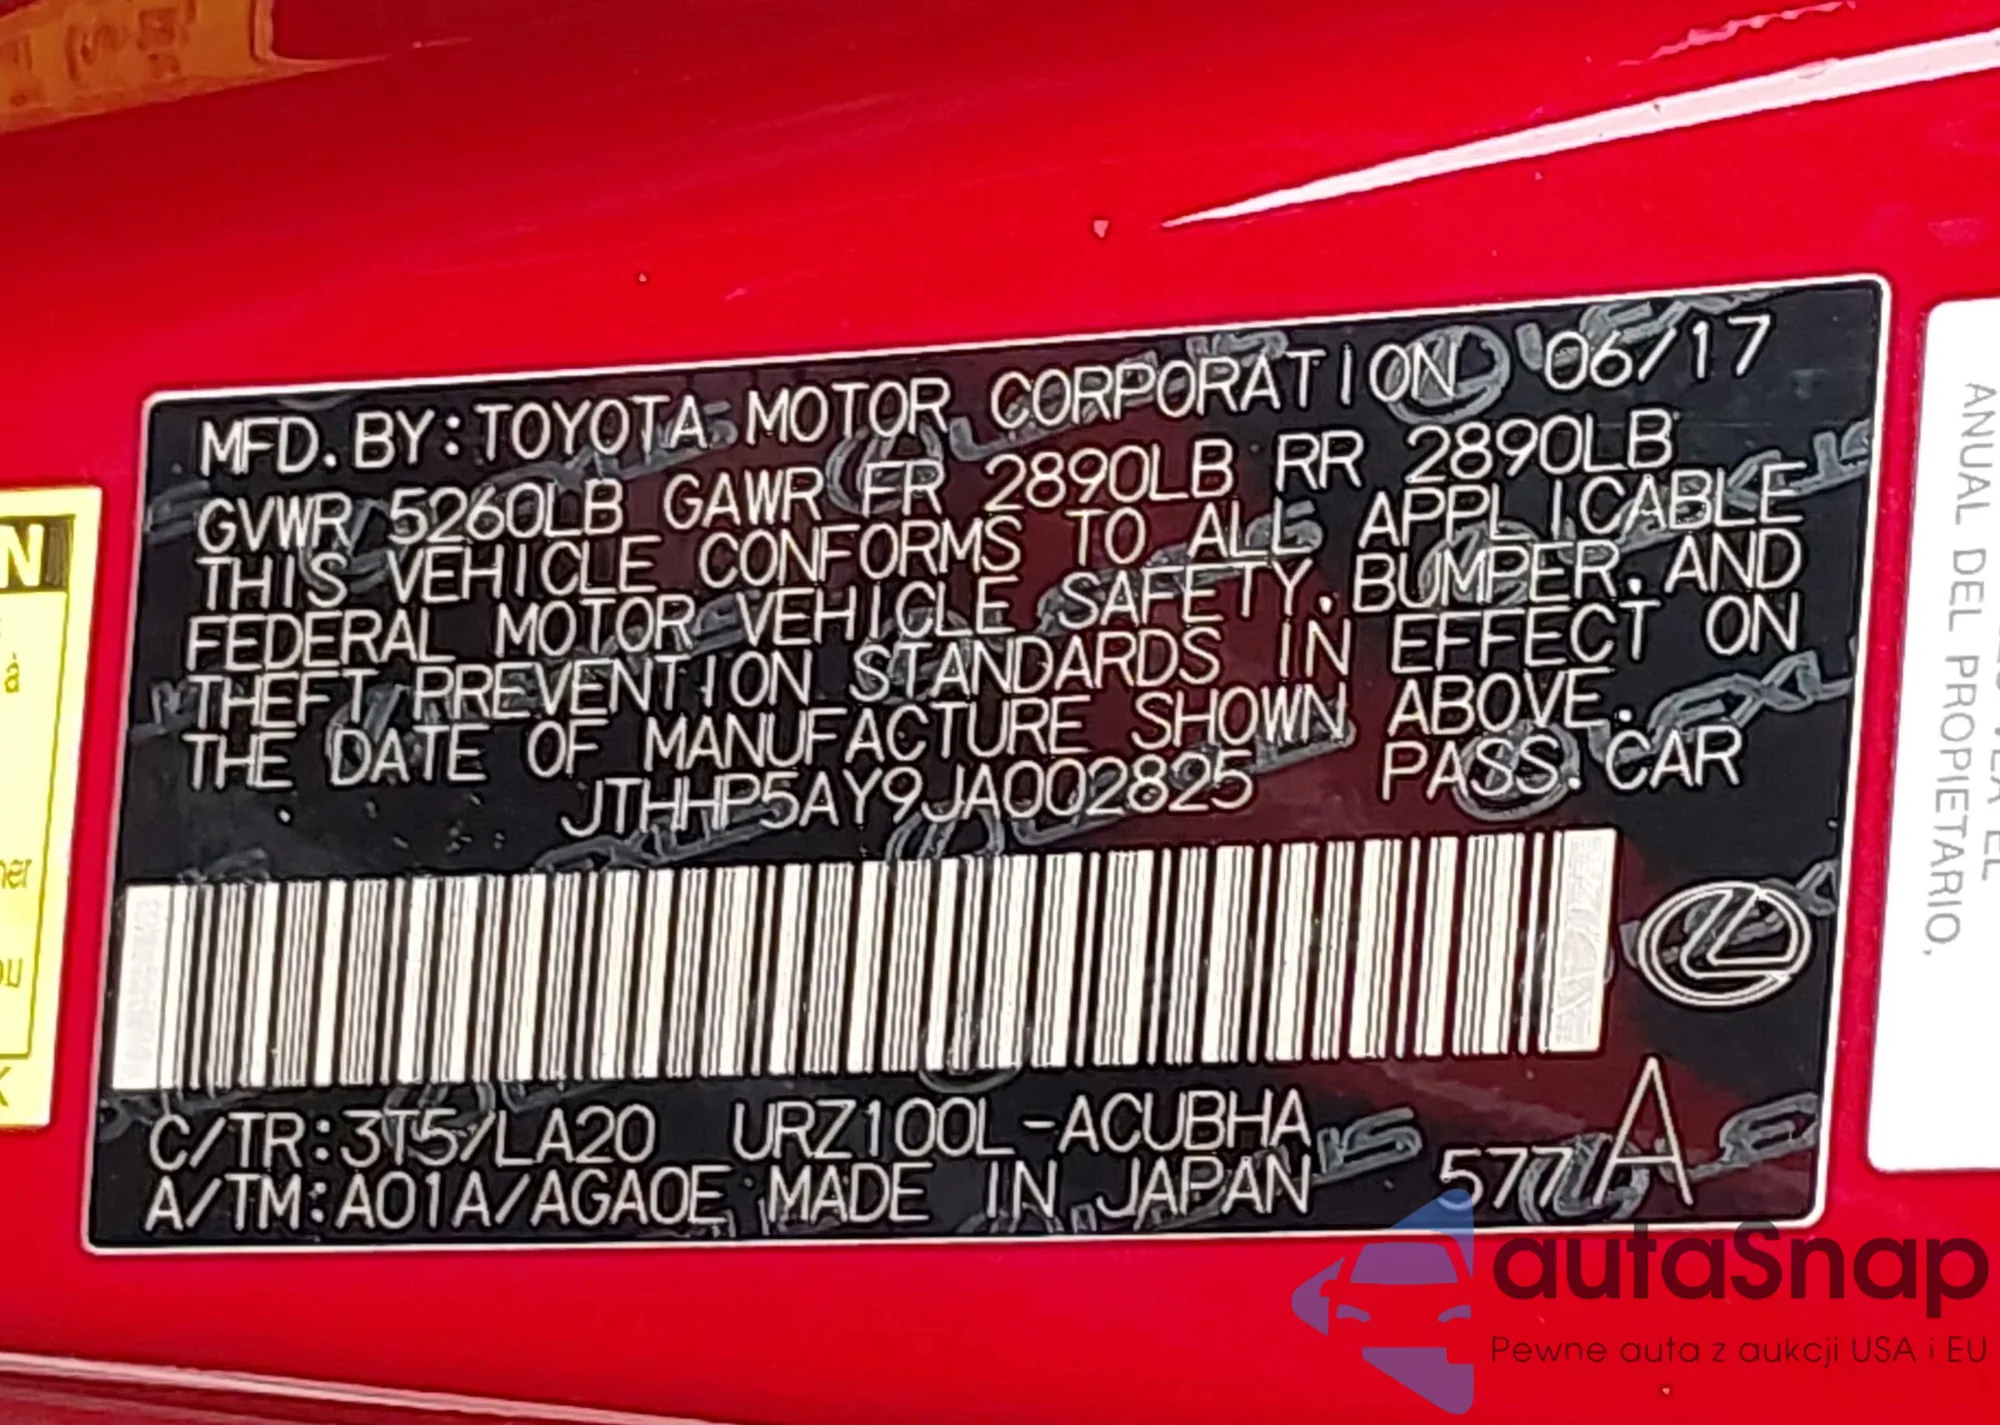 MFD. BY: TOYOTA MOTOR CORPORATION 06/17
GVWR 5260LB GAWR FR 2890LB RR 2890LB
THIS VEHICLE CONFORMS TO ALL APPLICABLE
FEDERAL MOTOR VEHICLE SAFETY, BUMPER, AND
THEFT PREVENTION STANDARDS IN EFFECT ON
THE DATE OF MANUFACTURE SHOWN ABOVE.
JTHHP5AY9JA002825 PASS. CAR
C/TR: 3T5/LA20 URZ100L-ACUBHA
A/TM: A01A/AGA0E MADE IN JAPAN 577 A
VEA EL
ANUAL DEL PROPIETARIO,
N
autaSnap
Pewne auta z aukcji USA i EU